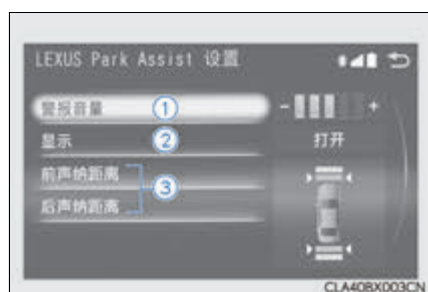 LEXUS Park Assist 设置
警报音量 ① - +
显示 ② 打开
前声纳距离
③
后声纳距离
CLA40BX003CN